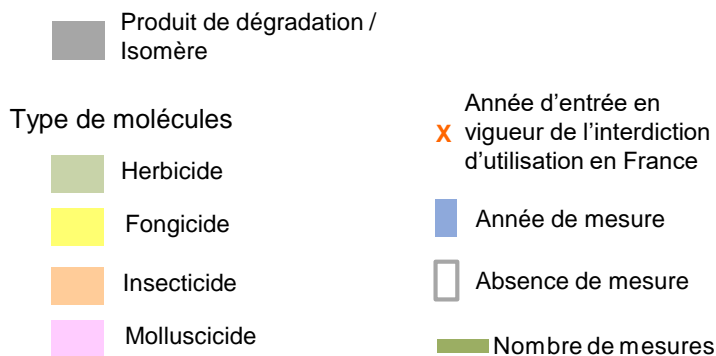 Produit de dégradation /
Isomère
Type de molécules
Herbicide
Fongicide
Insecticide
Molluscicide
X
Année d'entrée en
vigueur de l'interdiction
d'utilisation en France
Année de mesure
Absence de mesure
Nombre de mesures